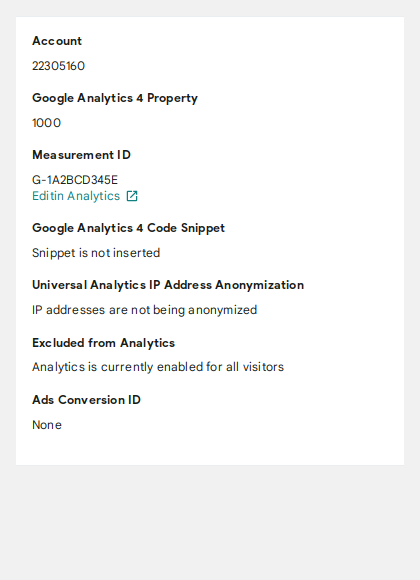 Account
22305160
Google Analytics 4 Property
1000
Measurement ID
G-1A2BCD345E
Editin Analytics
Google Analytics 4 Code Snippet
Snippet is not inserted
Universal Analytics IP Address Anonymization
IP addresses are not being anonymized
Excluded from Analytics
Analytics is currently enabled for all visitors
Ads Conversion ID
None